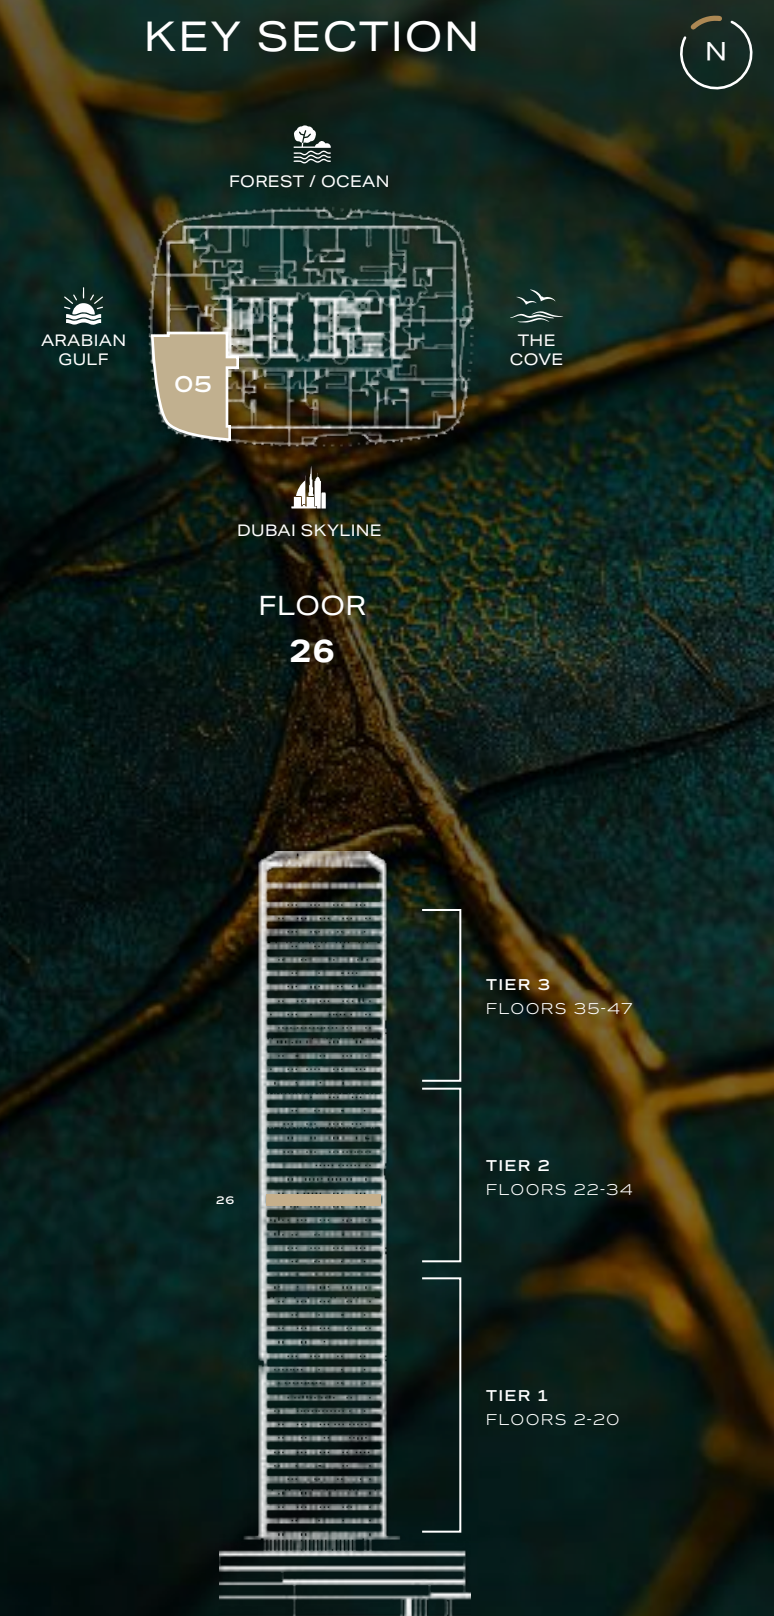 KEY SECTION
N
FOREST / OCEAN
ARABIAN
GULF
THE
COVE
05
DUBAI SKYLINE
FLOOR
26
TIER 3
FLOORS 35-47
TIER 2
FLOORS 22-34
26
TIER 1
FLOORS 2-20